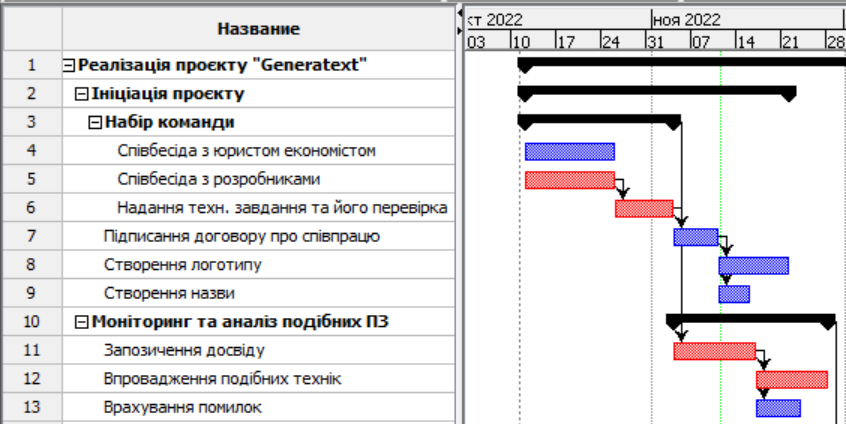 Название
кт 2022
ноя 2022
03 10 17 24 31 07 14 21 28
1 Реалізація проєкту "Generatext"
2 Ініціація проєкту
3 Набір команди
4 Співбесіда з юристом економістом
5 Співбесіда з розробниками
6 Надання техн. завдання та його перевірка
7 Підписання договору про співпрацю
8 Створення логотипу
9 Створення назви
10 Моніторинг та аналіз подібних ПЗ
11 Запозичення досвіду
12 Впровадження подібних технік
13 Врахування помилок